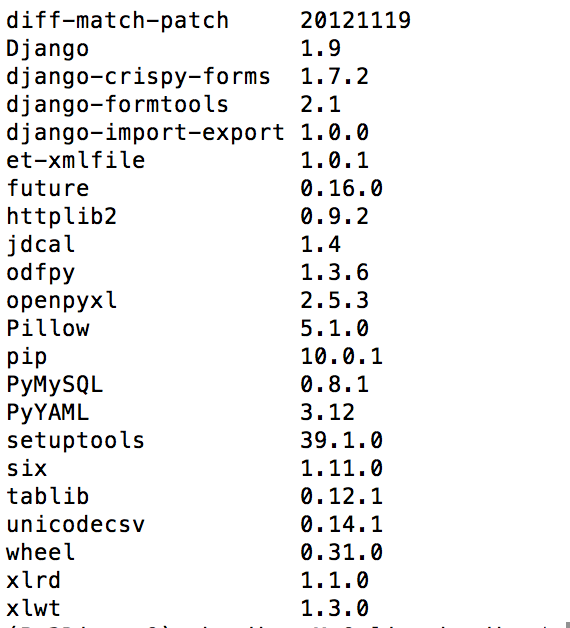 diff-match-patch 20121119
Django 1.9
django-crispy-forms 1.7.2
django-formtools 2.1
django-import-export 1.0.0
et-xmlfile 1.0.1
future 0.16.0
httplib2 0.9.2
jdcal 1.4
odfpy 1.3.6
openpyxl 2.5.3
Pillow 5.1.0
pip 10.0.1
PyMySQL 0.8.1
PyYAML 3.12
setuptools 39.1.0
six 1.11.0
tablib 0.12.1
unicodecsv 0.14.1
wheel 0.31.0
xlrd 1.1.0
xlwt 1.3.0